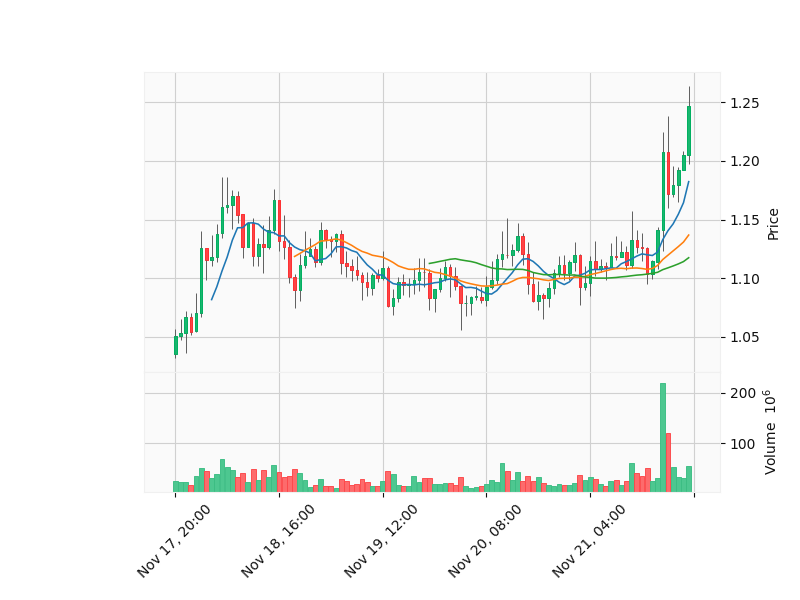 1.25
1.20
1.15
1.10
1.05
Price
200
100
Volume 10^6
Nov 17, 20:00
Nov 18, 16:00
Nov 19, 12:00
Nov 20, 08:00
Nov 21, 04:00